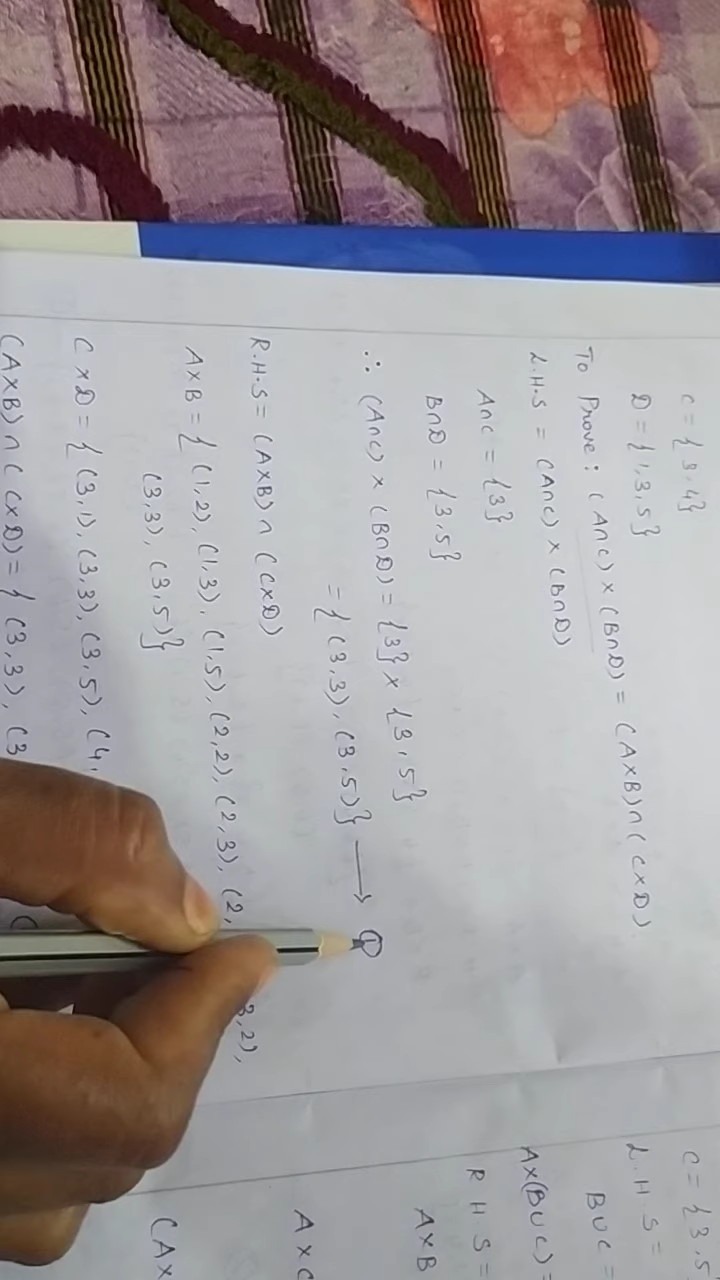 C = {3,4}
D = {1,3,5}
To Prove : (A∩C) × (B∩D) = (A×B)∩(C×D)
L.H.S = (A∩C) × (B∩D)
A∩C = {3}
B∩D = {3,5}
∴ (A∩C) × (B∩D) = {3} × {3,5}
= {(3,3), (3,5)} → ①
R.H.S = (A×B)∩(C×D)
A×B = {(1,2), (1,3), (1,5), (2,2), (2,3), (2, 3,2),
(3,3), (3,5)}
C×D = {(3,1), (3,3), (3,5), (4,
(A×B)∩(C×D) = {(3,3), (3
C = {3,5
L.H.S =
B∪C =
A×(B∪C) =
R H S =
A×B
A×C
(A×